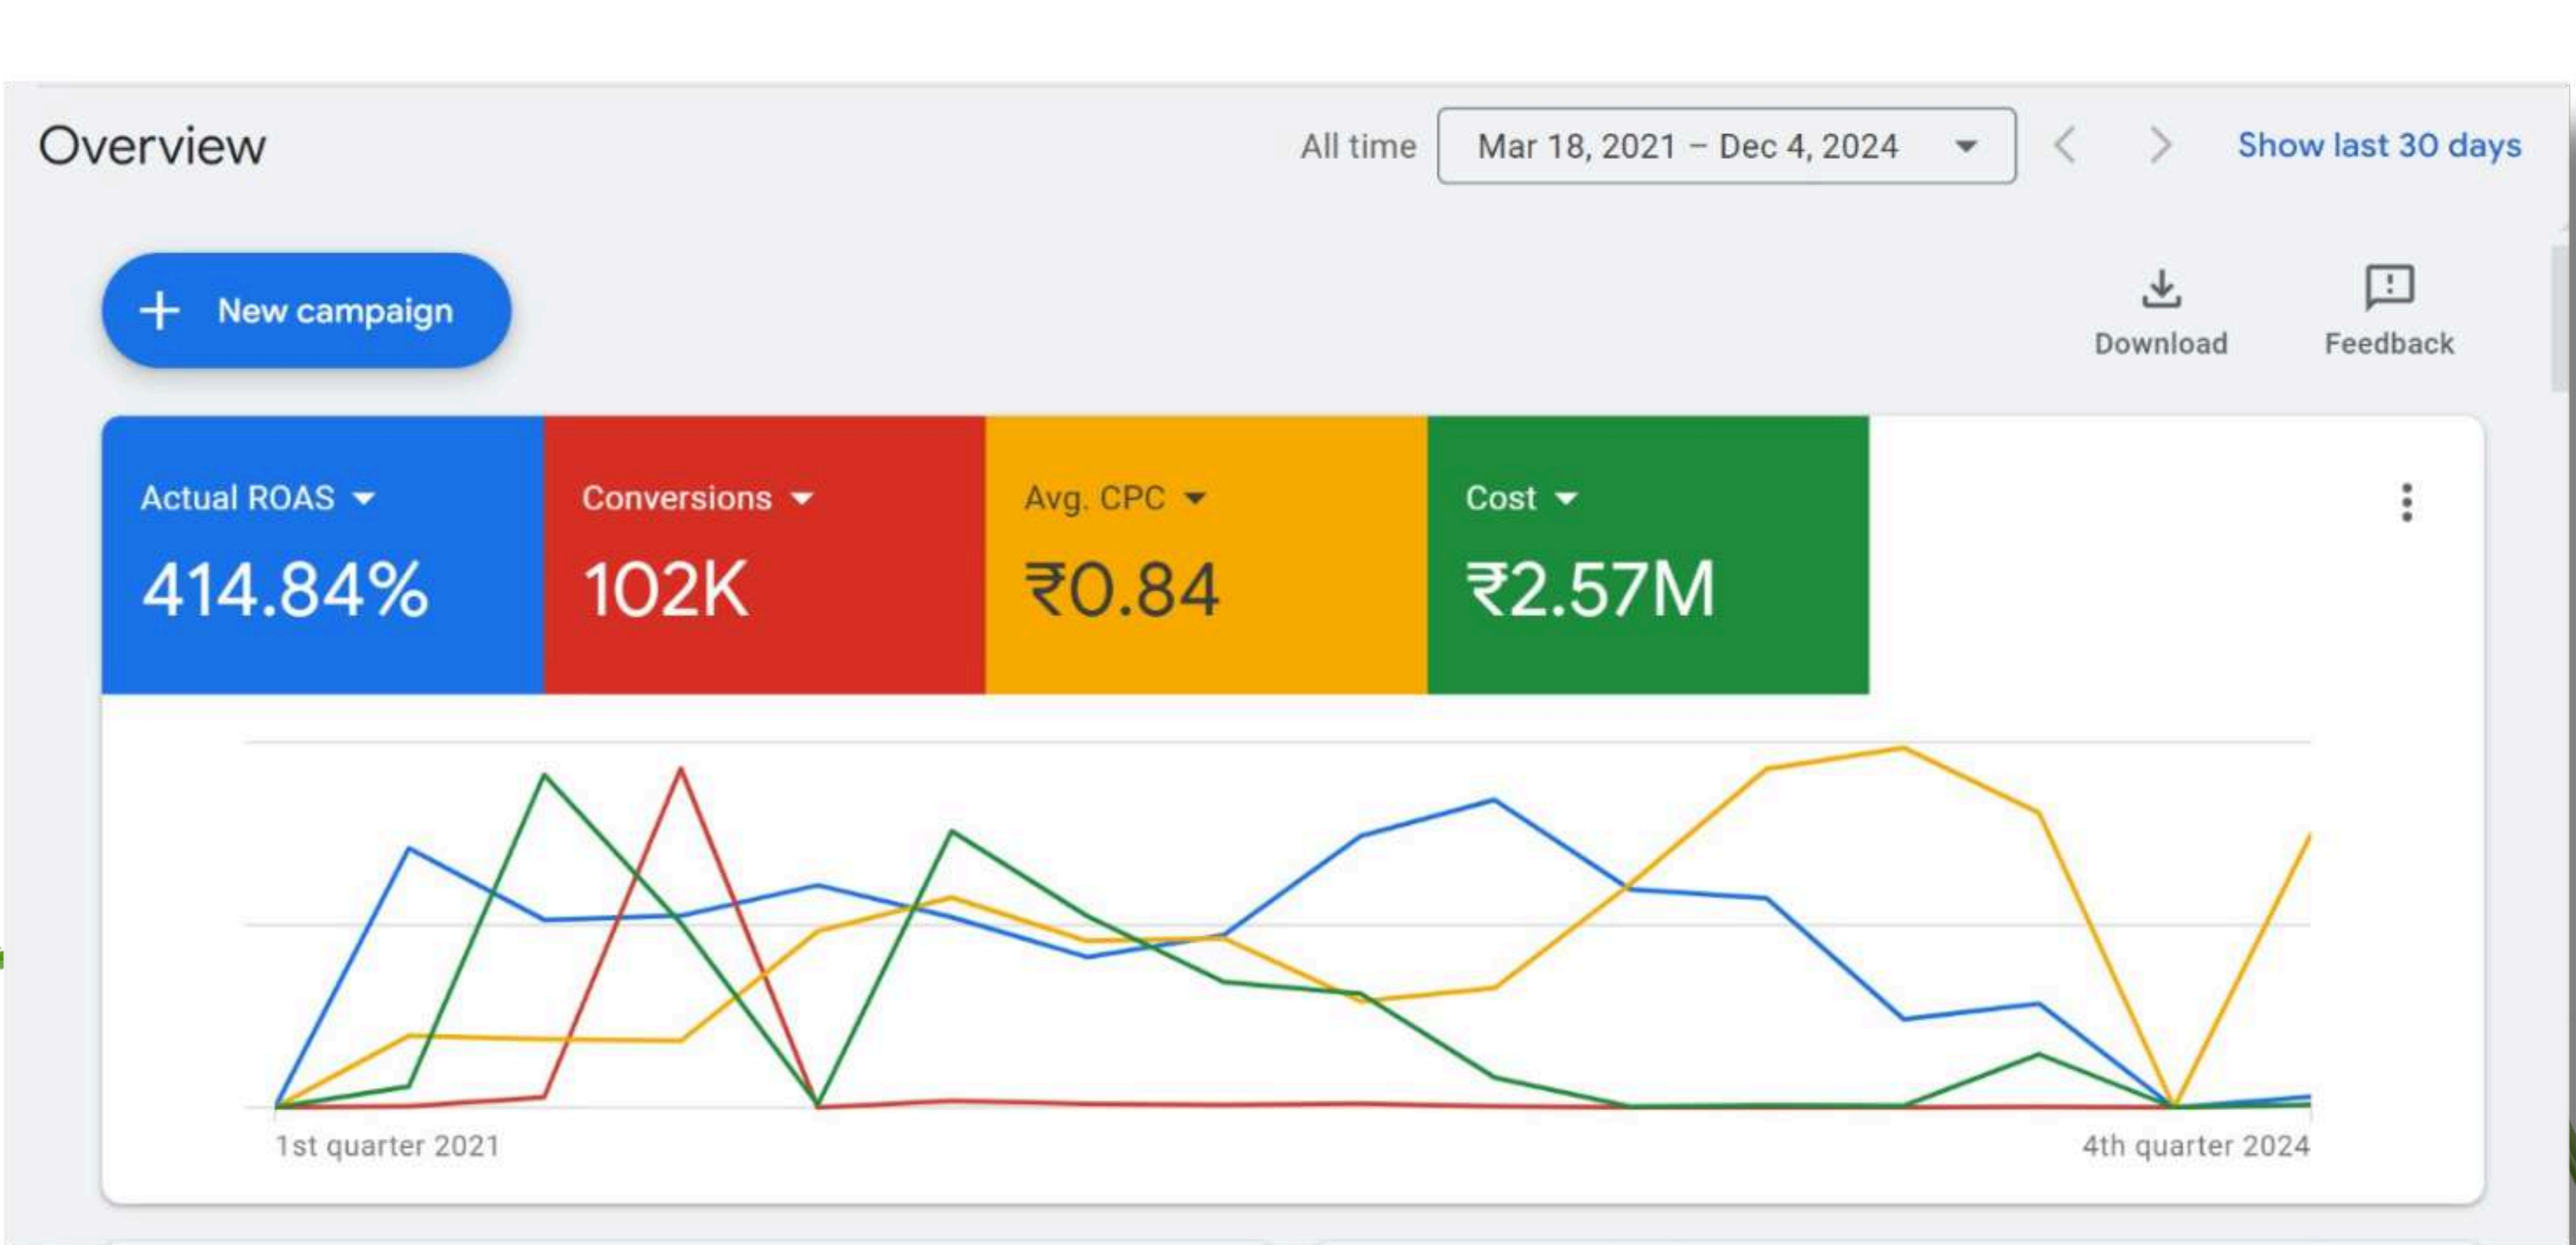 Overview
All time Mar 18, 2021 – Dec 4, 2024 Show last 30 days
New campaign
Download Feedback
Actual ROAS Conversions Avg. CPC Cost
414.84% 102K ₹0.84 ₹2.57M
1st quarter 2021 4th quarter 2024